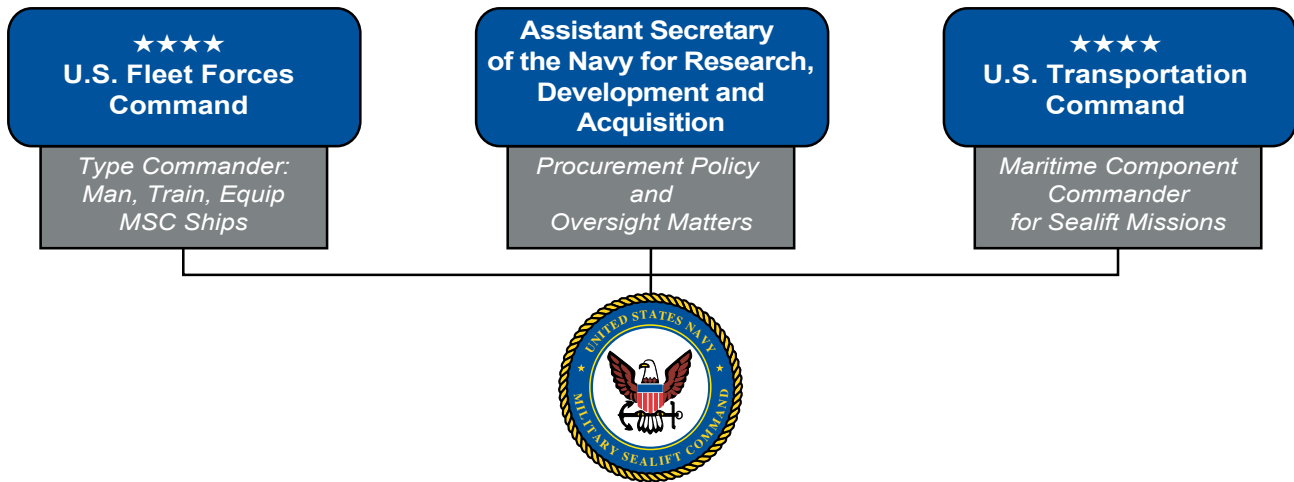 ★★★★
U.S. Fleet Forces
Command
Type Commander:
Man, Train, Equip
MSC Ships
Assistant Secretary
of the Navy for Research,
Development and
Acquisition
Procurement Policy
and
Oversight Matters
★★★★
U.S. Transportation
Command
Maritime Component
Commander
for Sealift Missions
UNITED STATES NAVY
MILITARY SEALIFT COMMAND